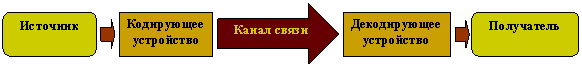 Источник
Кодирующее
устройство
Канал связи
Декодирующее
устройство
Получатель